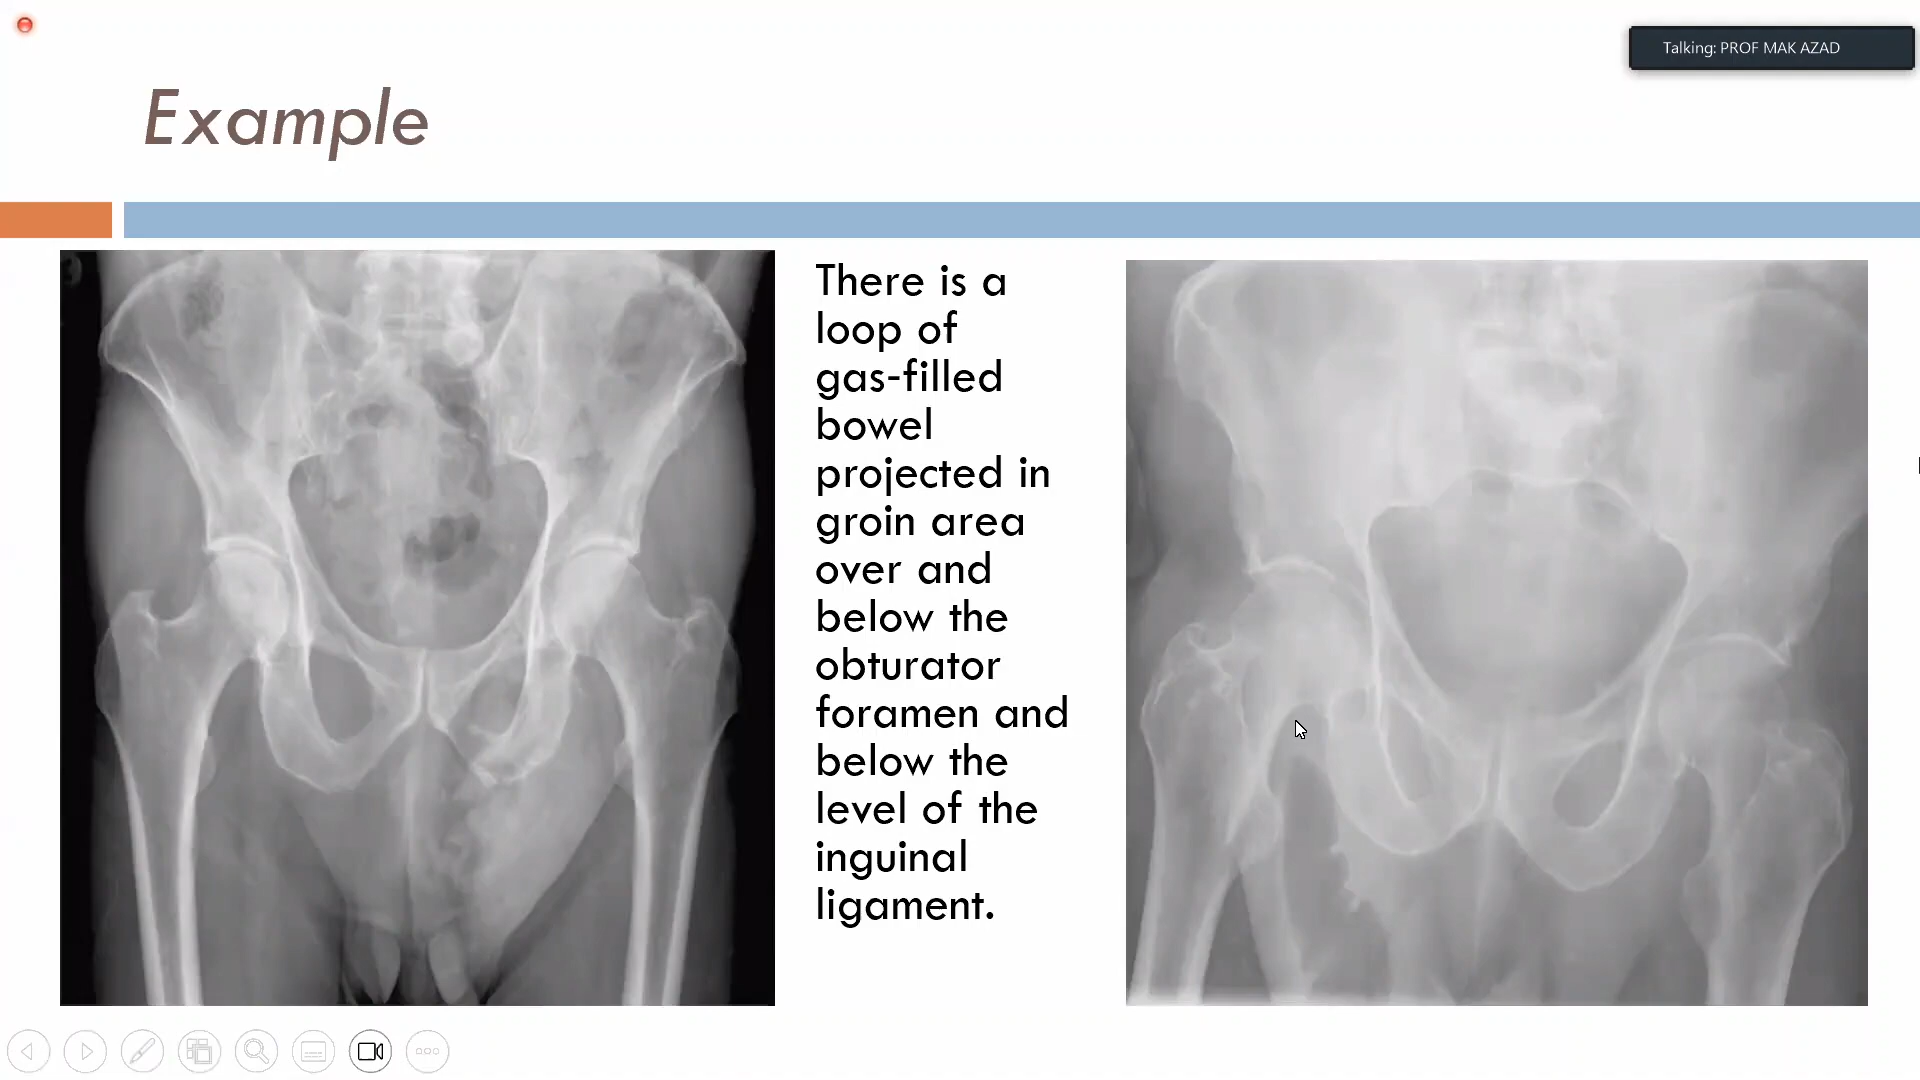 Talking: PROF MAK AZAD
Example
There is a
loop of
gas-filled
bowel
projected in
groin area
over and
below the
obturator
foramen and
below the
level of the
inguinal
ligament.